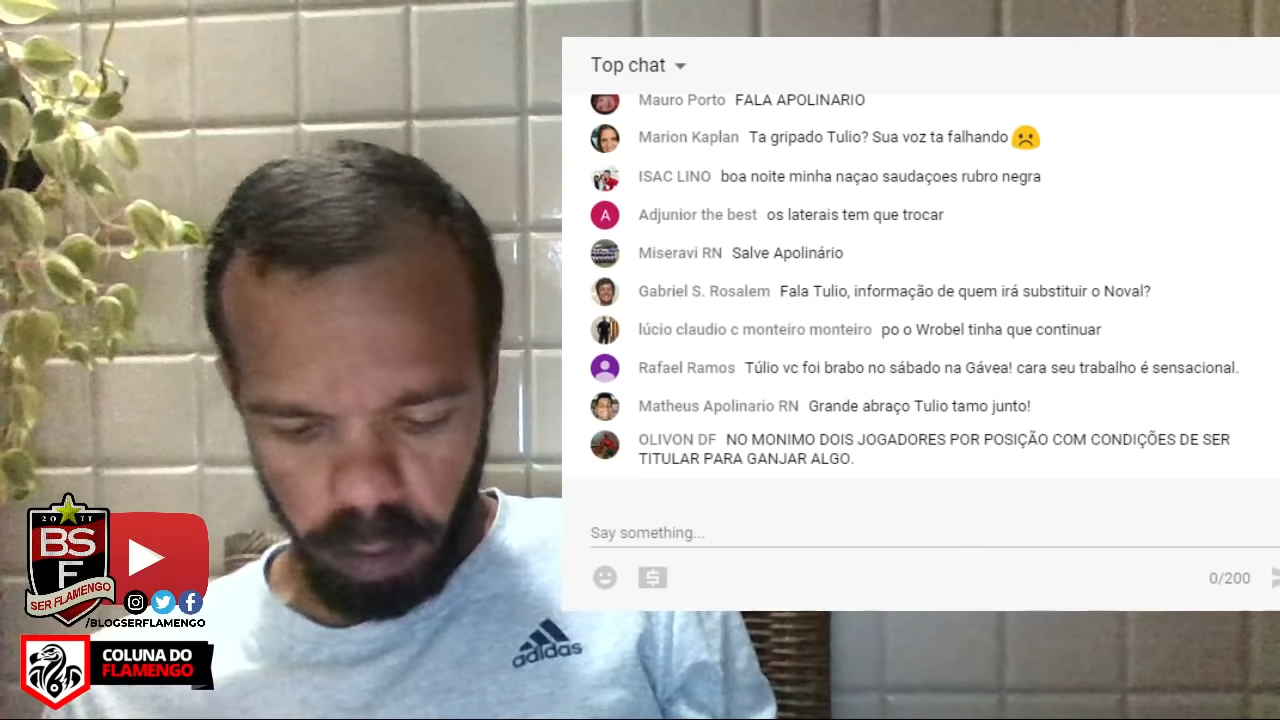 Top chat
Mauro Porto FALA APOLINARIO
Marion Kaplan Ta gripado Tulio? Sua voz ta falhando
ISAC LINO boa noite minha naçao saudaçoes rubro negra
A
Adjunior the best os laterais tem que trocar
Miseravi RN Salve Apolinário
Gabriel S. Rosalem Fala Tulio, informação de quem irá substituir o Noval?
lúcio claudio c monteiro monteiro po o Wrobel tinha que continuar
Rafael Ramos Túlio vc foi brabo no sábado na Gávea! cara seu trabalho é sensacional.
Matheus Apolinario RN Grande abraço Tulio tamo junto!
OLIVON DF NO MONIMO DOIS JOGADORES POR POSIÇÃO COM CONDIÇÕES DE SER
TITULAR PARA GANJAR ALGO.
Say something...
0/200
20 11
BS
F
SER FLAMENGO
/BLOGSERFLAMENGO
COLUNA DO
FLAMENGO
adidas